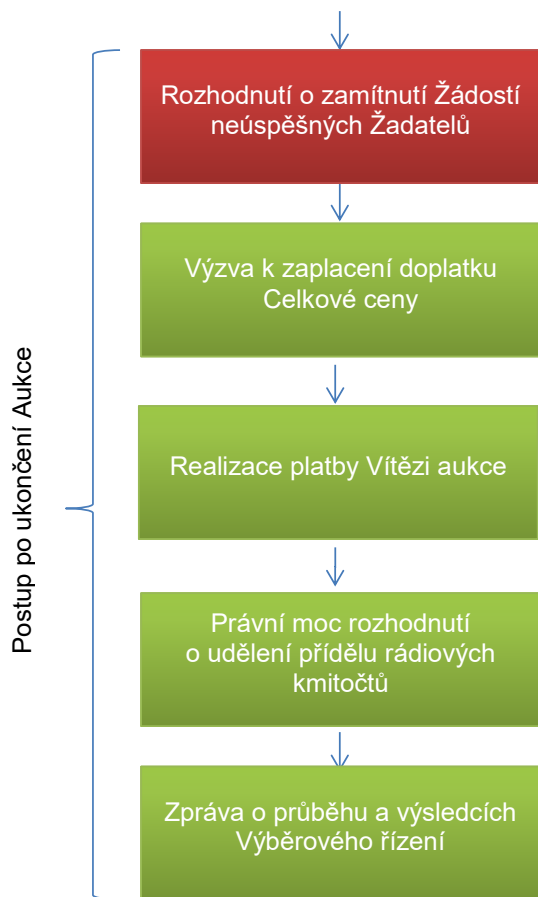 Postup po ukončení Aukce
Rozhodnutí o zamítnutí Žádostí
neúspěšných Žadatelů
Výzva k zaplacení doplatku
Celkové ceny
Realizace platby Vítězi aukce
Právní moc rozhodnutí
o udělení přídělu rádiových
kmitočtů
Zpráva o průběhu a výsledcích
Výběrového řízení